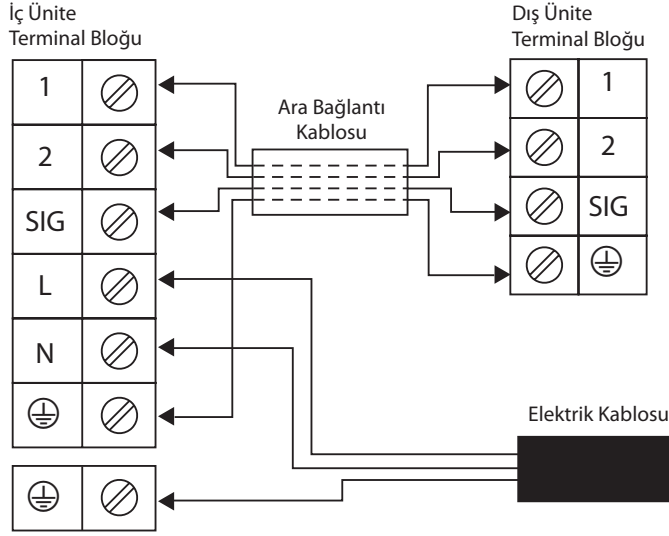 İç Ünite
Terminal Bloğu
1
2
SIG
L
N
Ara Bağlantı
Kablosu
Dış Ünite
Terminal Bloğu
1
2
SIG
Elektrik Kablosu